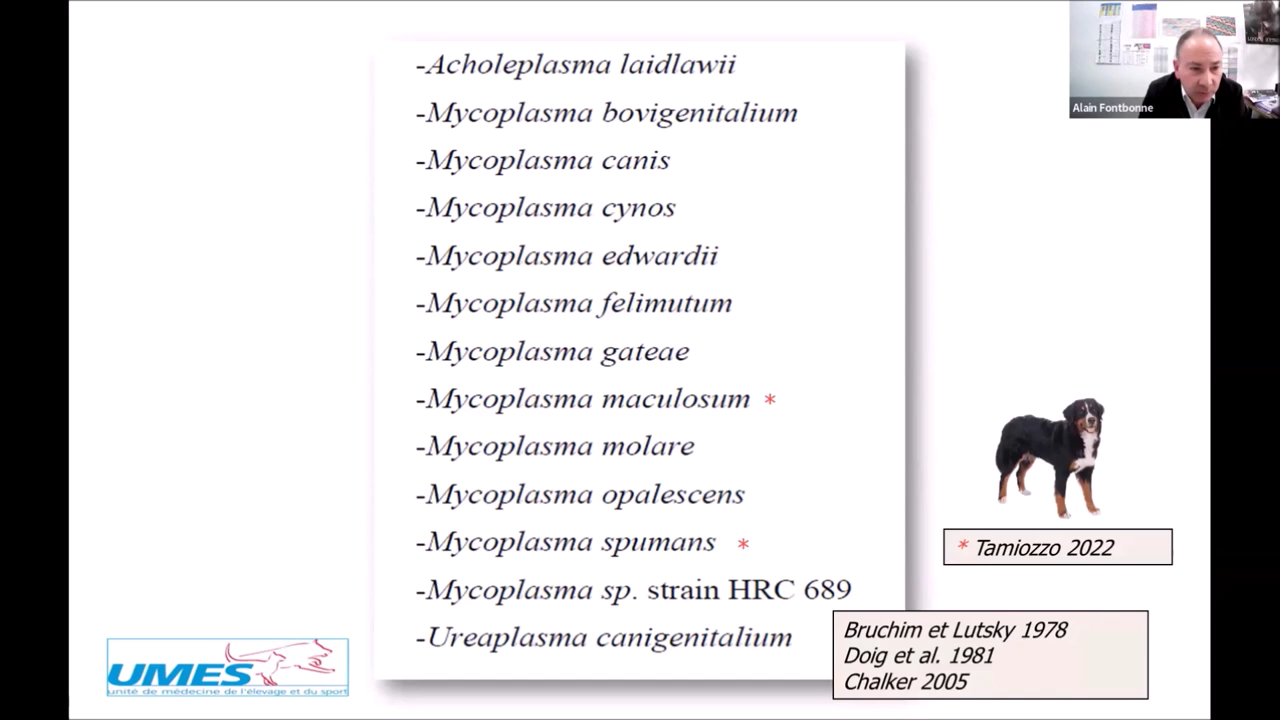 -Acholeplasma laidlawii
-Mycoplasma bovigenitalium
-Mycoplasma canis
-Mycoplasma cynos
-Mycoplasma edwardii
-Mycoplasma felimutum
-Mycoplasma gateae
-Mycoplasma maculosum *
-Mycoplasma molare
-Mycoplasma opalescens
-Mycoplasma spumans *
-Mycoplasma sp. strain HRC 689
-Ureaplasma canigenitalium
Alain Fontbonne
* Tamiozzo 2022
Bruchim et Lutsky 1978
Doig et al. 1981
Chalker 2005
UMES
unité de médecine de l'élevage et du sport